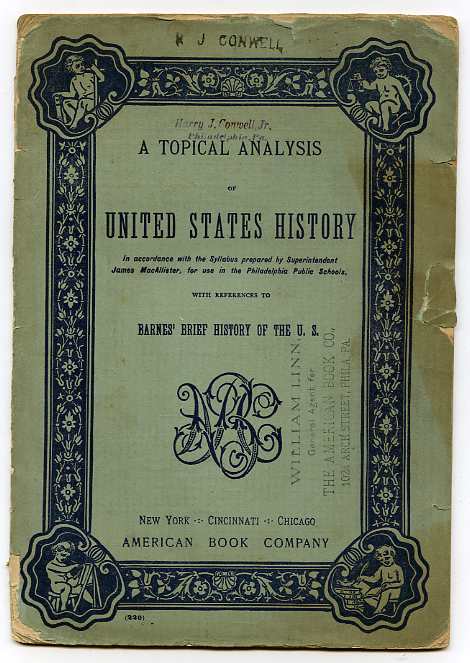 H J CONWELL
Harry J. Conwell, Jr.
Philadelphia, Pa.
A TOPICAL ANALYSIS
OF
UNITED STATES HISTORY
In accordance with the Syllabus prepared by Superintendent
James MacAllister, for use in the Philadelphia Public Schools,
WITH REFERENCES TO
BARNES' BRIEF HISTORY OF THE U. S.
WILLIAM LINN,
General Agent for
THE AMERICAN BOOK CO.,
1024 ARCH STREET, PHILA, PA.
ABC
NEW YORK ·:· CINCINNATI ·:· CHICAGO
AMERICAN BOOK COMPANY
(220)